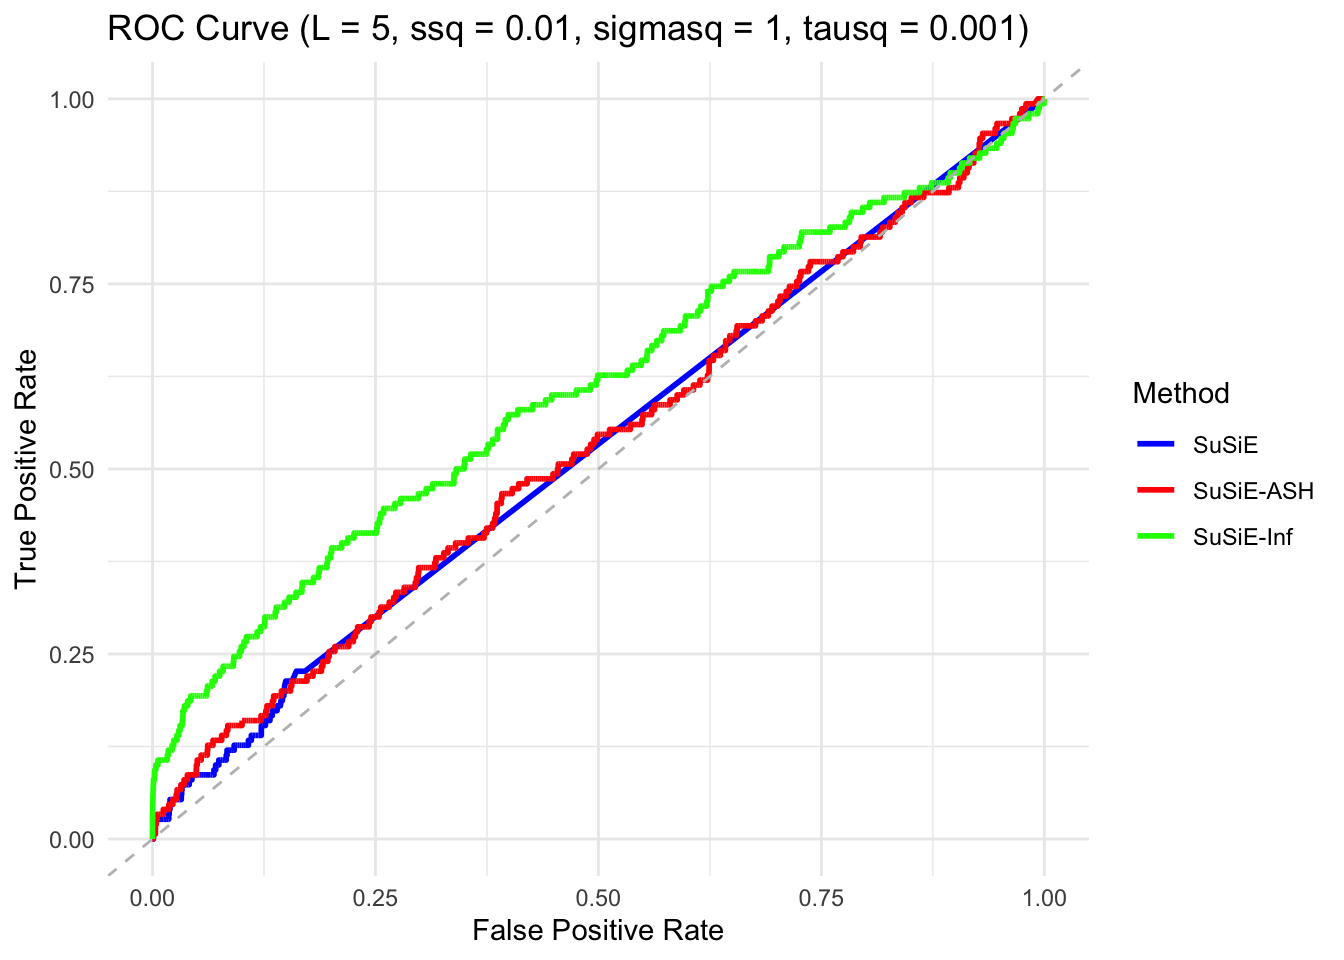 ROC Curve (L = 5, ssq = 0.01, sigmasq = 1, tausq = 0.001)
True Positive Rate
1.00
0.75
0.50
0.25
0.00
0.00 0.25 0.50 0.75 1.00
False Positive Rate
Method
SuSiE
SuSiE-ASH
SuSiE-Inf